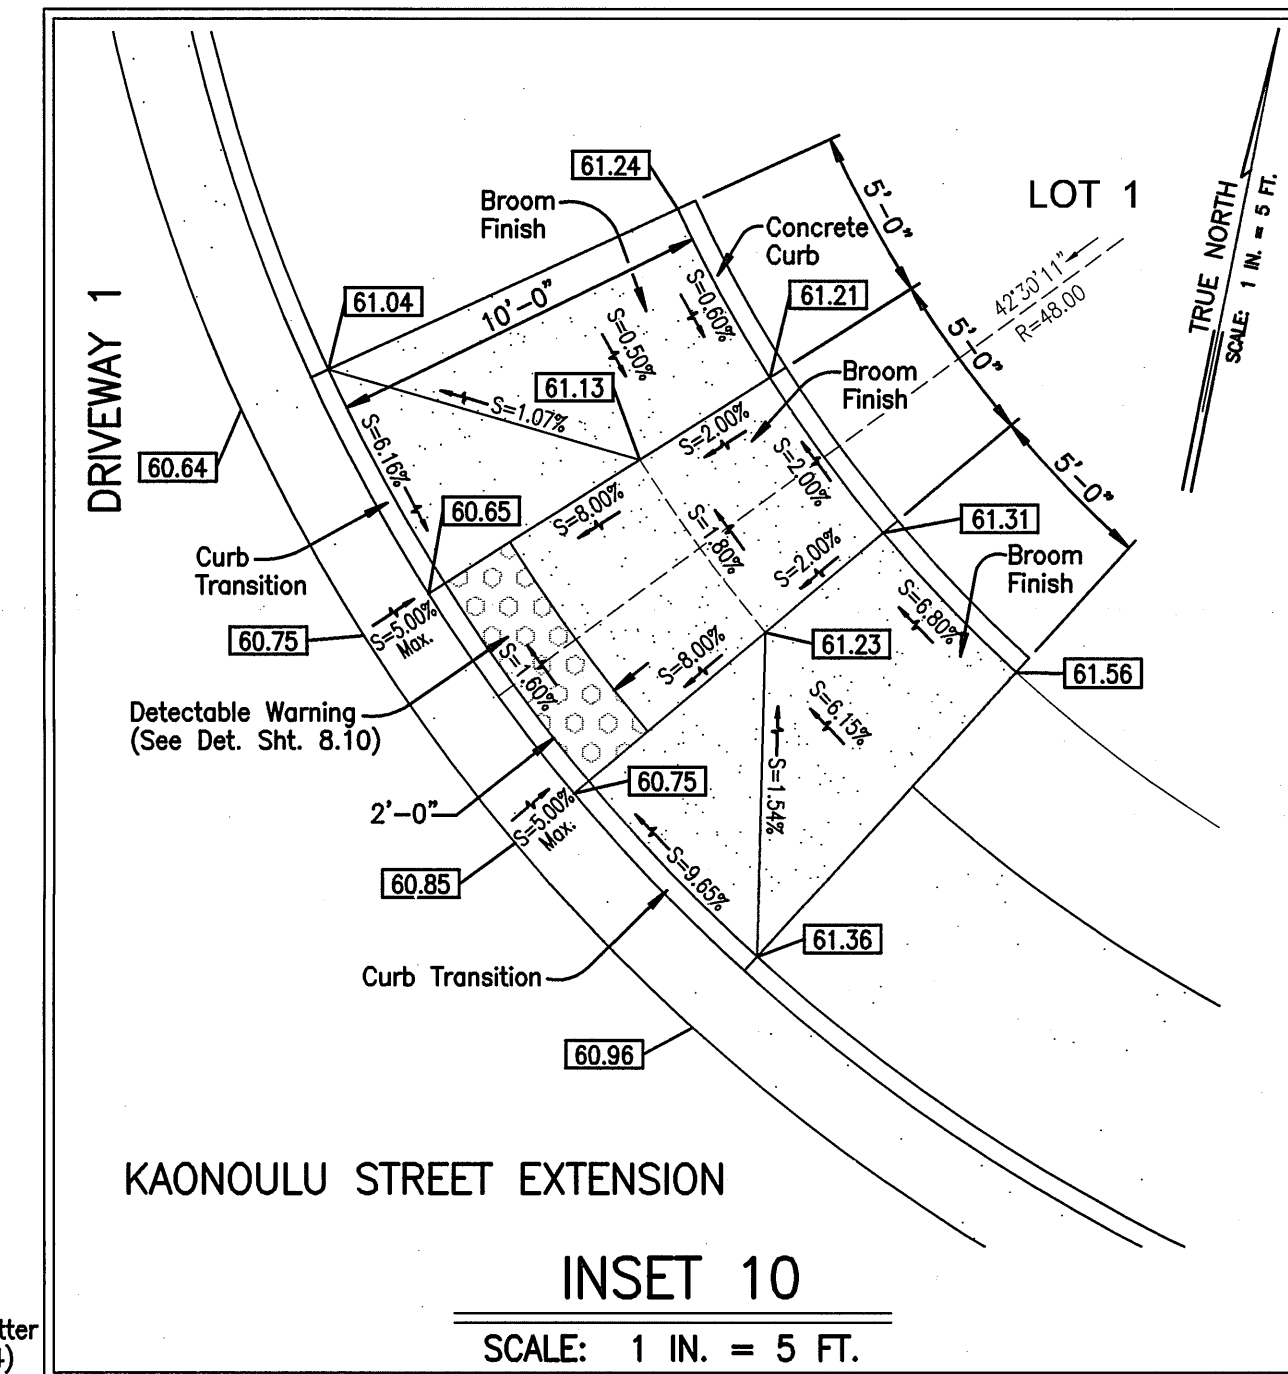 61.24
Broom
Finish
Concrete
Curb
5'-0"
LOT 1
TRUE NORTH
SCALE: 1 IN. = 5 FT.
42°30'11"
R=48.00
DRIVEWAY 1
61.04
10'-0"
S=0.60%
S=0.50%
61.21
5'-0"
61.13
Broom
Finish
S=1.07%
S=2.00%
S=6.16%
60.64
S=2.00%
5'-0"
60.65
S=8.00%
S=1.80%
61.31
Curb
Transition
S=2.00%
Broom
Finish
S=6.80%
60.75
S=5.00%
Max.
S=1.60%
S=8.00%
61.23
61.56
Detectable Warning
(See Det. Sht. 8.10)
S=6.15%
60.75
2'-0"
S=5.00%
Max.
S=1.54%
60.85
S=9.65%
61.36
Curb Transition
60.96
KAONOULU STREET EXTENSION
INSET 10
SCALE: 1 IN. = 5 FT.
tter
4)